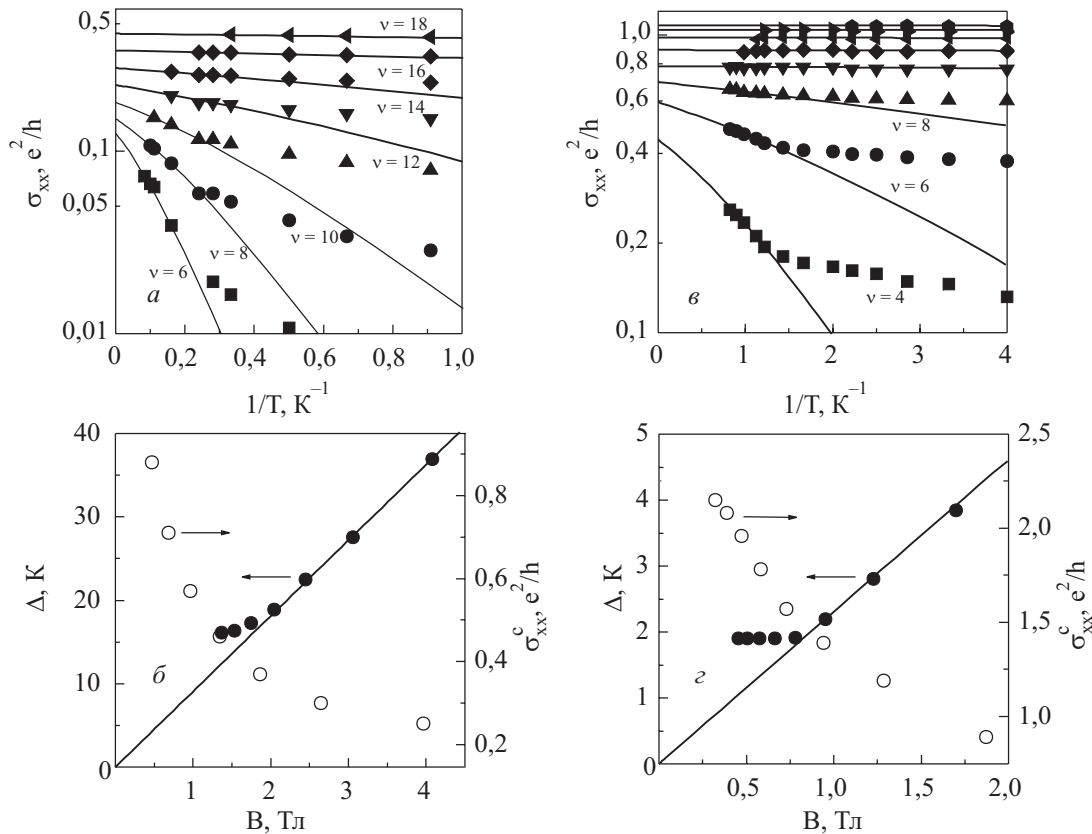 0,5
0,1
0,05
0,01
σxx, e²/h
ν = 18
ν = 16
ν = 14
ν = 12
ν = 10
ν = 8
ν = 6
а
0 0,2 0,4 0,6 0,8 1,0
1/T, К⁻¹
1,0
0,8
0,6
0,4
0,2
0,1
σxx, e²/h
ν = 8
ν = 6
ν = 4
в
0 1 2 3 4
1/T, К⁻¹
40
30
20
10
0
Δ, К
0,8
0,6
0,4
0,2
σᶜxx, e²/h
б
1 2 3 4
В, Тл
5
4
3
2
1
0
Δ, К
2,5
2,0
1,5
1,0
σᶜxx, e²/h
г
0,5 1,0 1,5 2,0
В, Тл